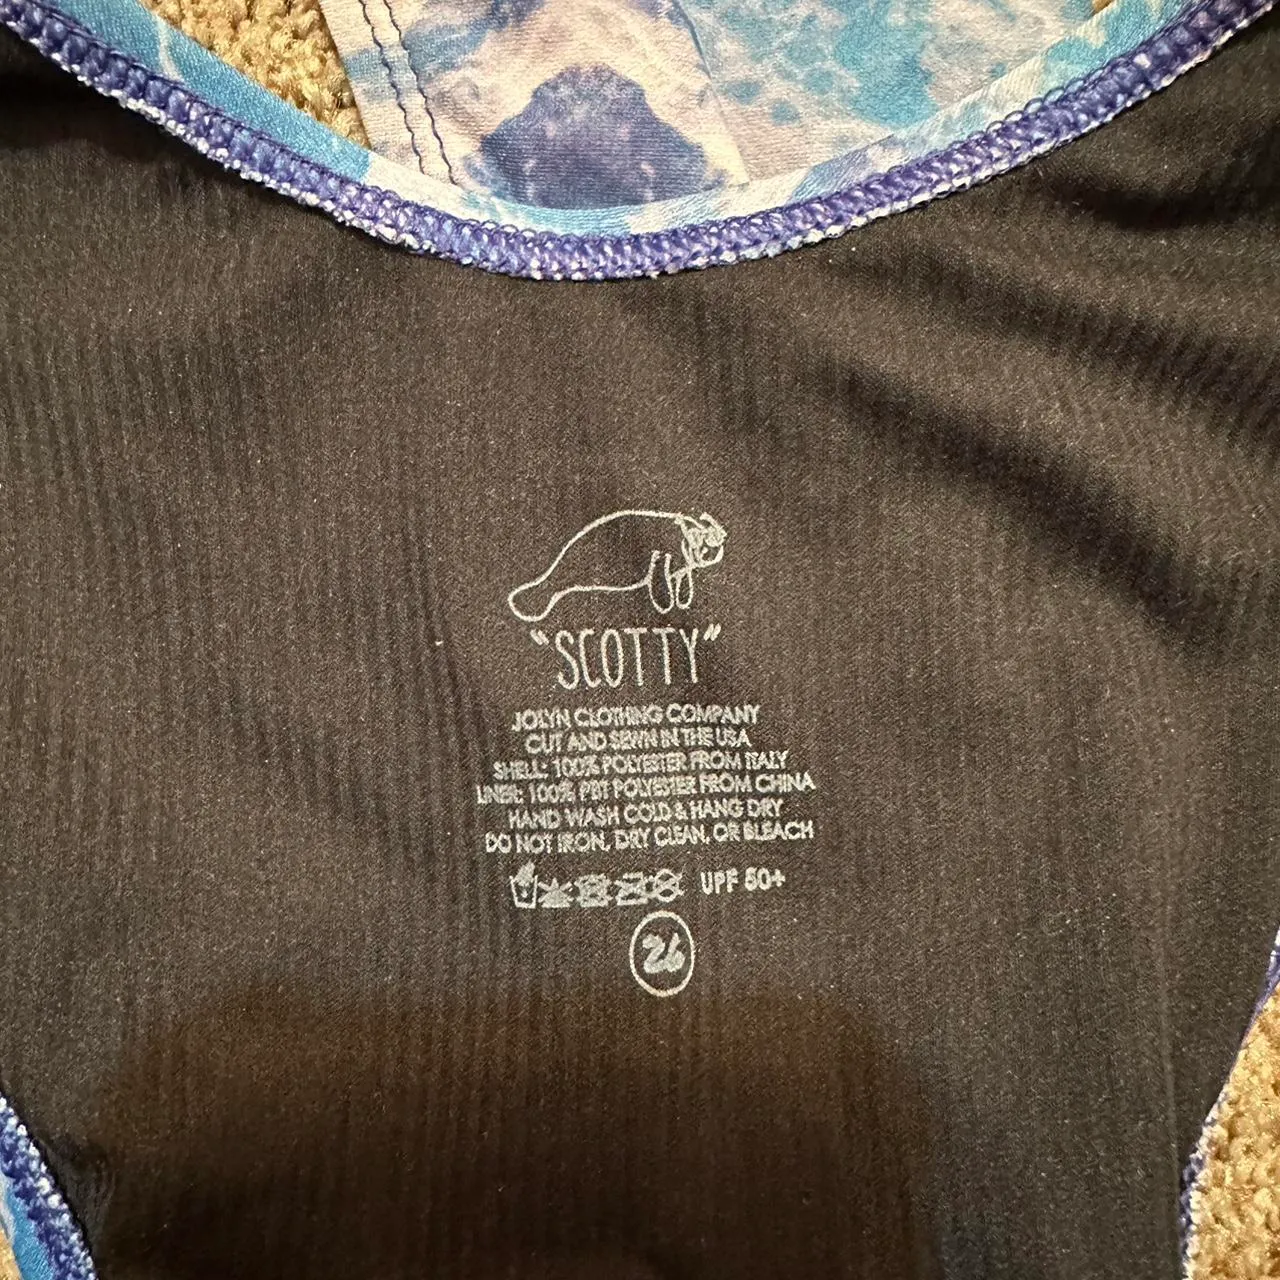 "SCOTTY"
JOLYN CLOTHING COMPANY
CUT AND SEWN IN THE USA
SHELL: 100% POLYESTER FROM ITALY
LINER: 100% PBT POLYESTER FROM CHINA
HAND WASH COLD & HANG DRY
DO NOT IRON, DRY CLEAN, OR BLEACH
UPF 50+
26